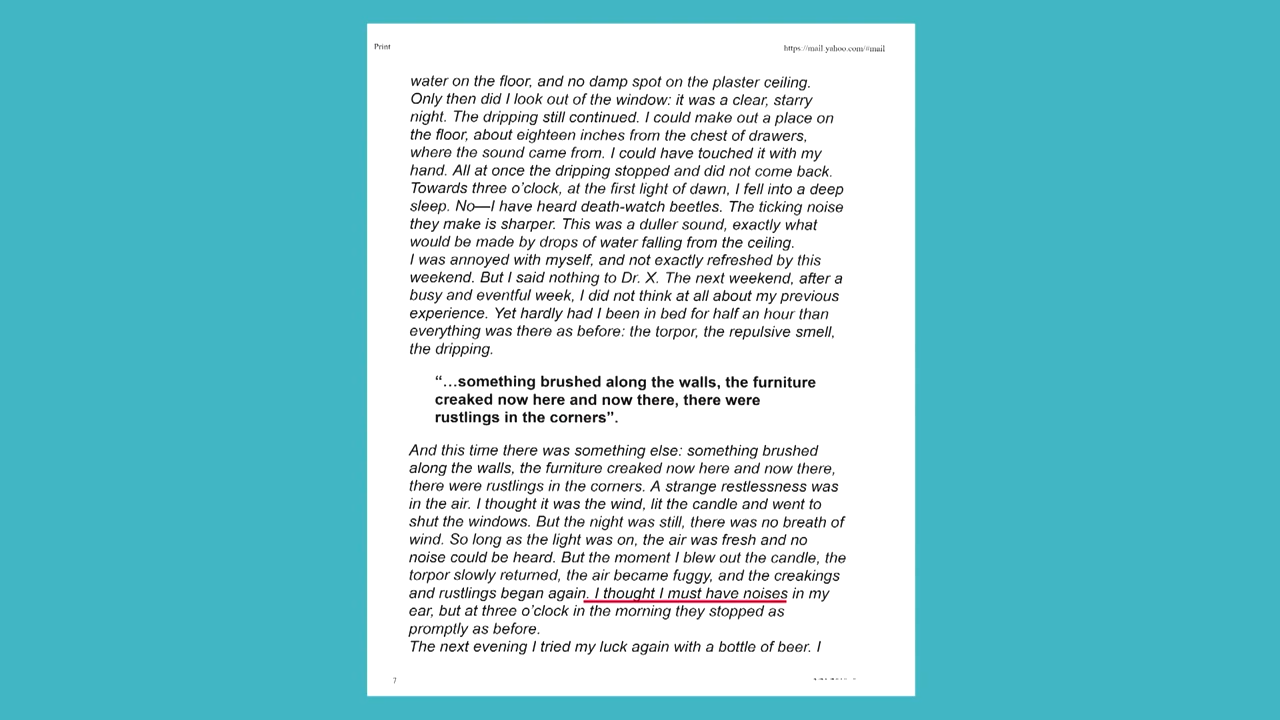 Print
https://mail.yahoo.com/#mail
water on the floor, and no damp spot on the plaster ceiling.
Only then did I look out of the window: it was a clear, starry
night. The dripping still continued. I could make out a place on
the floor, about eighteen inches from the chest of drawers,
where the sound came from. I could have touched it with my
hand. All at once the dripping stopped and did not come back.
Towards three o'clock, at the first light of dawn, I fell into a deep
sleep. No—I have heard death-watch beetles. The ticking noise
they make is sharper. This was a duller sound, exactly what
would be made by drops of water falling from the ceiling.
I was annoyed with myself, and not exactly refreshed by this
weekend. But I said nothing to Dr. X. The next weekend, after a
busy and eventful week, I did not think at all about my previous
experience. Yet hardly had I been in bed for half an hour than
everything was there as before: the torpor, the repulsive smell,
the dripping.
“…something brushed along the walls, the furniture
creaked now here and now there, there were
rustlings in the corners”.
And this time there was something else: something brushed
along the walls, the furniture creaked now here and now there,
there were rustlings in the corners. A strange restlessness was
in the air. I thought it was the wind, lit the candle and went to
shut the windows. But the night was still, there was no breath of
wind. So long as the light was on, the air was fresh and no
noise could be heard. But the moment I blew out the candle, the
torpor slowly returned, the air became fuggy, and the creakings
and rustlings began again. I thought I must have noises in my
ear, but at three o'clock in the morning they stopped as
promptly as before.
The next evening I tried my luck again with a bottle of beer. I
7